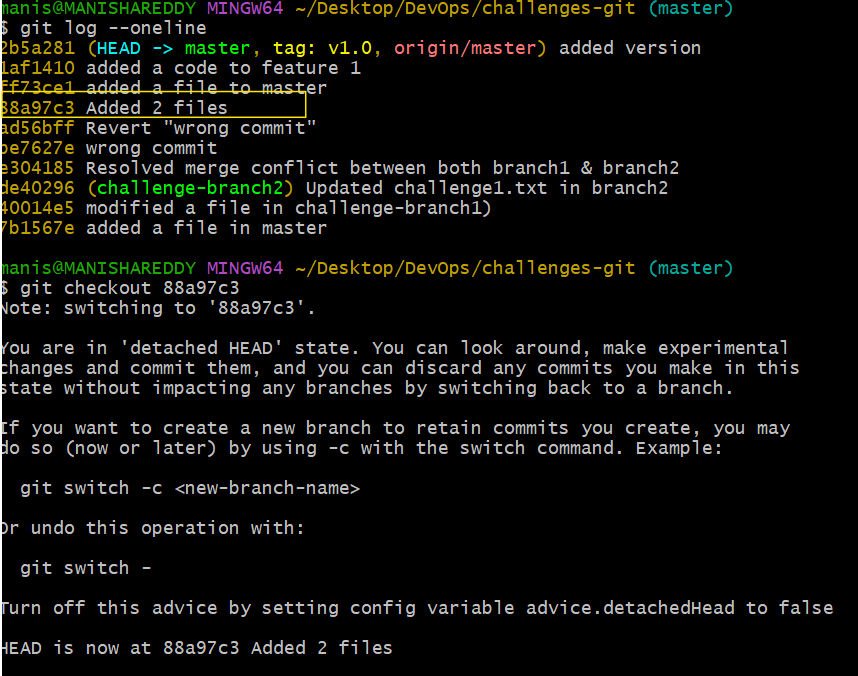 manis@MANISHAREDDY MINGW64 ~/Desktop/DevOps/challenges-git (master)
$ git log --oneline
2b5a281 (HEAD -> master, tag: v1.0, origin/master) added version
1af1410 added a code to feature 1
ff73ce1 added a file to master
88a97c3 Added 2 files
ad56bff Revert "wrong commit"
be7627e wrong commit
e304185 Resolved merge conflict between both branch1 & branch2
de40296 (challenge-branch2) Updated challenge1.txt in branch2
40014e5 modified a file in challenge-branch1)
7b1567e added a file in master
manis@MANISHAREDDY MINGW64 ~/Desktop/DevOps/challenges-git (master)
$ git checkout 88a97c3
Note: switching to '88a97c3'.
You are in 'detached HEAD' state. You can look around, make experimental
changes and commit them, and you can discard any commits you make in this
state without impacting any branches by switching back to a branch.
If you want to create a new branch to retain commits you create, you may
do so (now or later) by using -c with the switch command. Example:
git switch -c <new-branch-name>
Or undo this operation with:
git switch -
Turn off this advice by setting config variable advice.detachedHead to false
HEAD is now at 88a97c3 Added 2 files